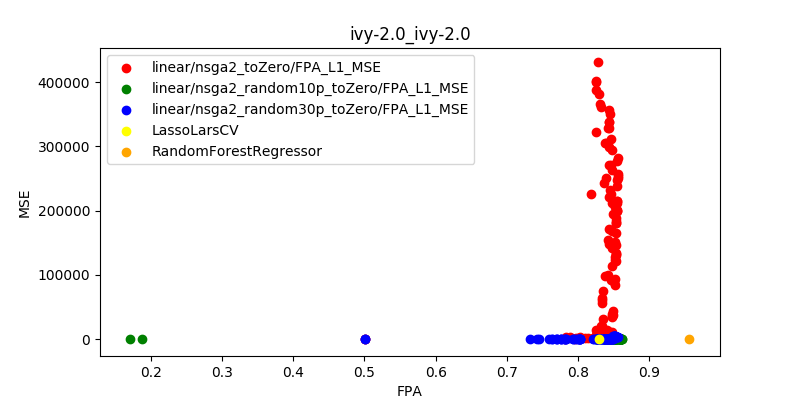 ivy-2.0_ivy-2.0
linear/nsga2_toZero/FPA_L1_MSE
linear/nsga2_random10p_toZero/FPA_L1_MSE
linear/nsga2_random30p_toZero/FPA_L1_MSE
LassoLarsCV
RandomForestRegressor
MSE
400000
300000
200000
100000
0
0.2 0.3 0.4 0.5 0.6 0.7 0.8 0.9
FPA